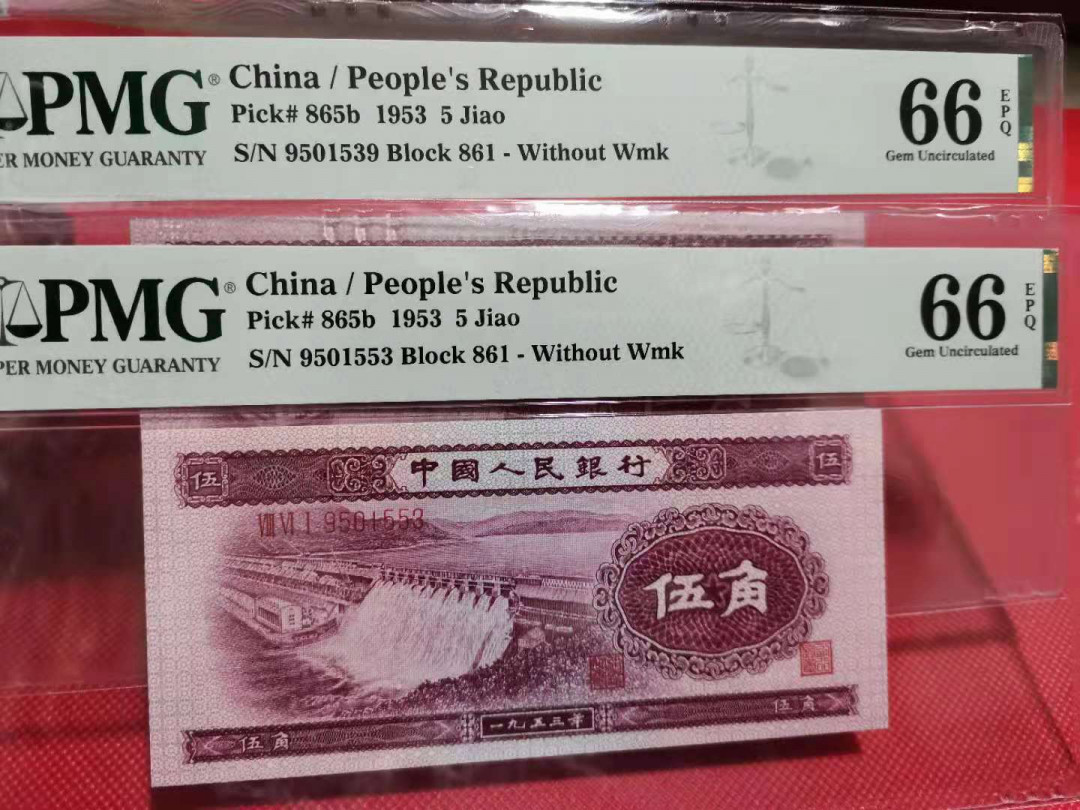 PMG® China / People's Republic 66 EPQ
Pick# 865b 1953 5 Jiao
ER MONEY GUARANTY S/N 9501539 Block 861 - Without Wmk Gem Uncirculated
PMG® China / People's Republic 66 EPQ
Pick# 865b 1953 5 Jiao
PER MONEY GUARANTY S/N 9501553 Block 861 - Without Wmk Gem Uncirculated
伍 中國人民銀行 伍
VIII VI I 9501553
伍角
伍角 一九五三年 伍角